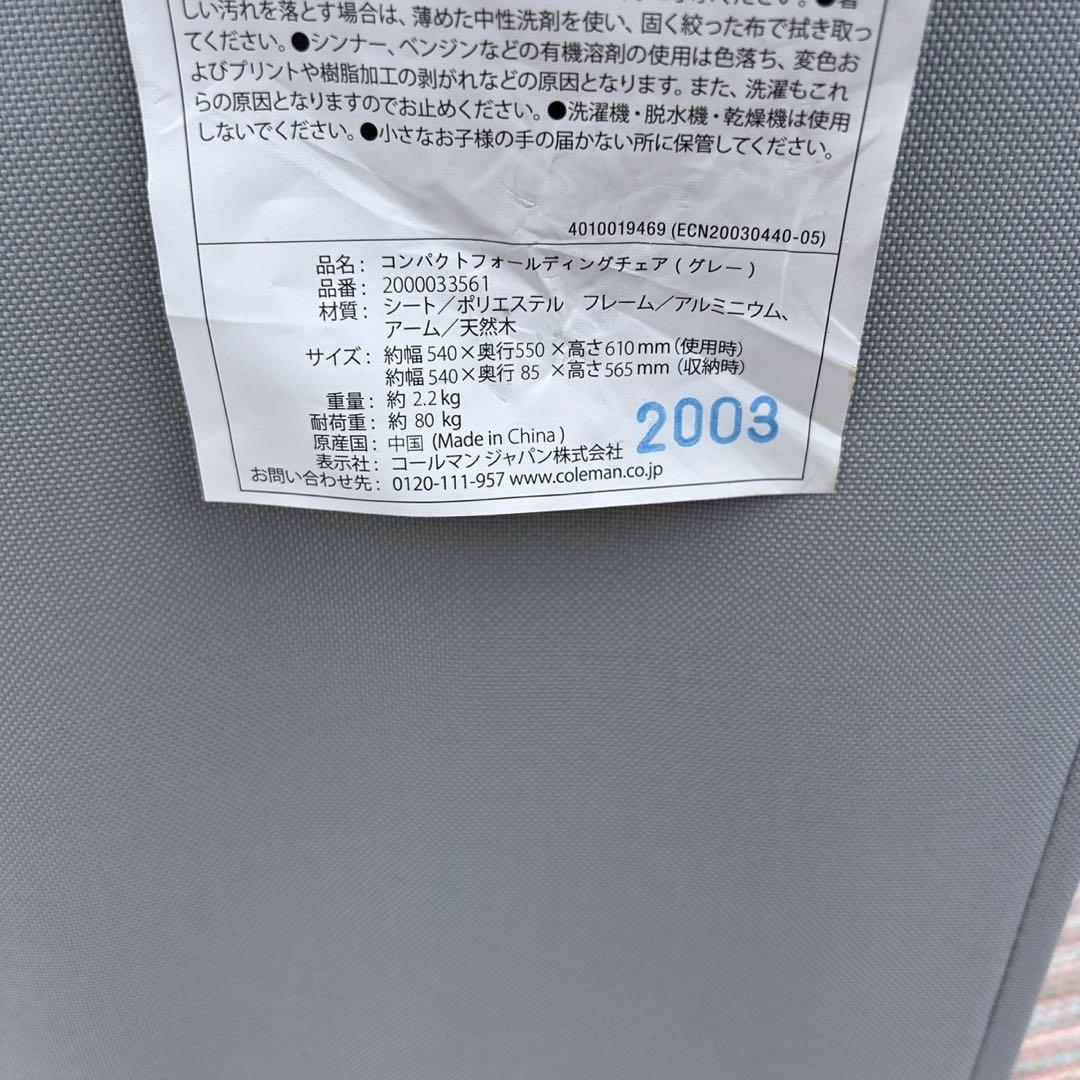 しい汚れを落とす場合は、薄めた中性洗剤を使い、固く絞った布で拭き取っ
てください。●シンナー、ベンジンなどの有機溶剤の使用は色落ち、変色お
よびプリントや樹脂加工の剥がれなどの原因となります。また、洗濯もこれ
らの原因となりますのでお止めください。●洗濯機・脱水機・乾燥機は使用
しないでください。●小さなお子様の手の届かない所に保管してください。
4010019469 (ECN20030440-05)
品名: コンパクトフォールディングチェア(グレー)
品番: 2000033561
材質: シート/ポリエステル フレーム/アルミニウム、
アーム/天然木
サイズ: 約幅 540×奥行550×高さ610mm(使用時)
約幅 540×奥行 85 ×高さ565mm(収納時)
重量: 約 2.2kg
耐荷重: 約 80 kg
原産国: 中国 (Made in China)
表示社: コールマン ジャパン株式会社
お問い合わせ先: 0120-111-957 www.coleman.co.jp
2003